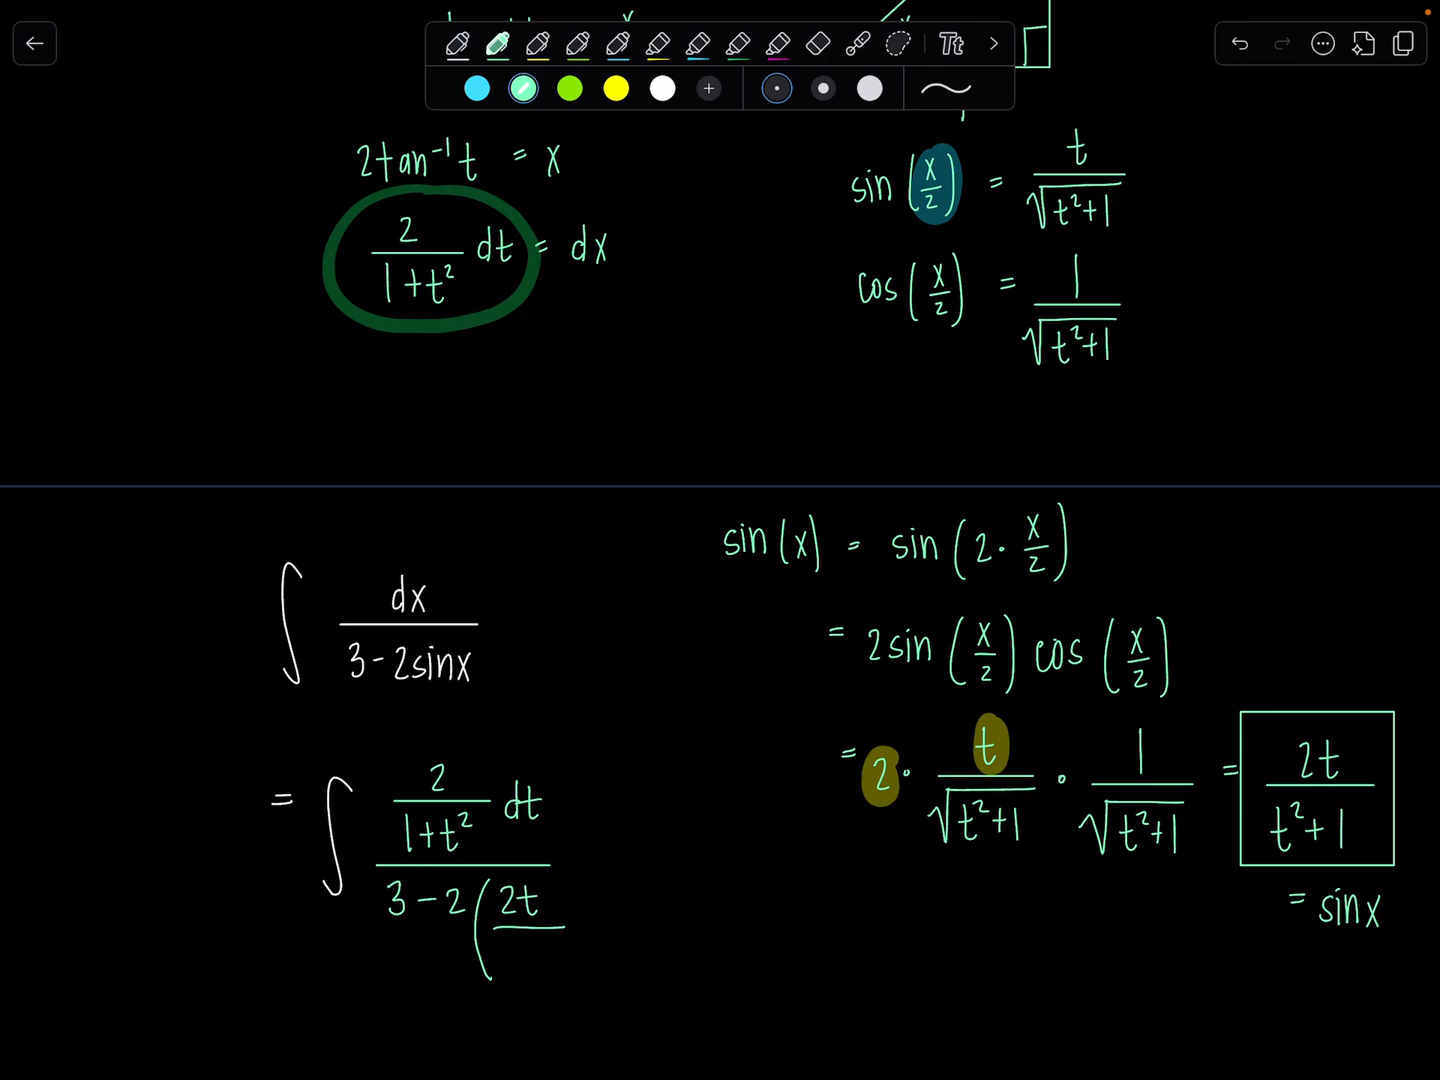 Tt
2tan⁻¹t = x
2/(1+t²) dt = dx
sin(x/2) = t/√(t²+1)
cos(x/2) = 1/√(t²+1)
∫ dx/(3-2sinx)
= ∫ (2/(1+t²) dt)/(3-2(2t/
sin(x) = sin(2·x/2)
= 2sin(x/2)cos(x/2)
= 2·t/√(t²+1)·1/√(t²+1) = 2t/(t²+1)
= sinx